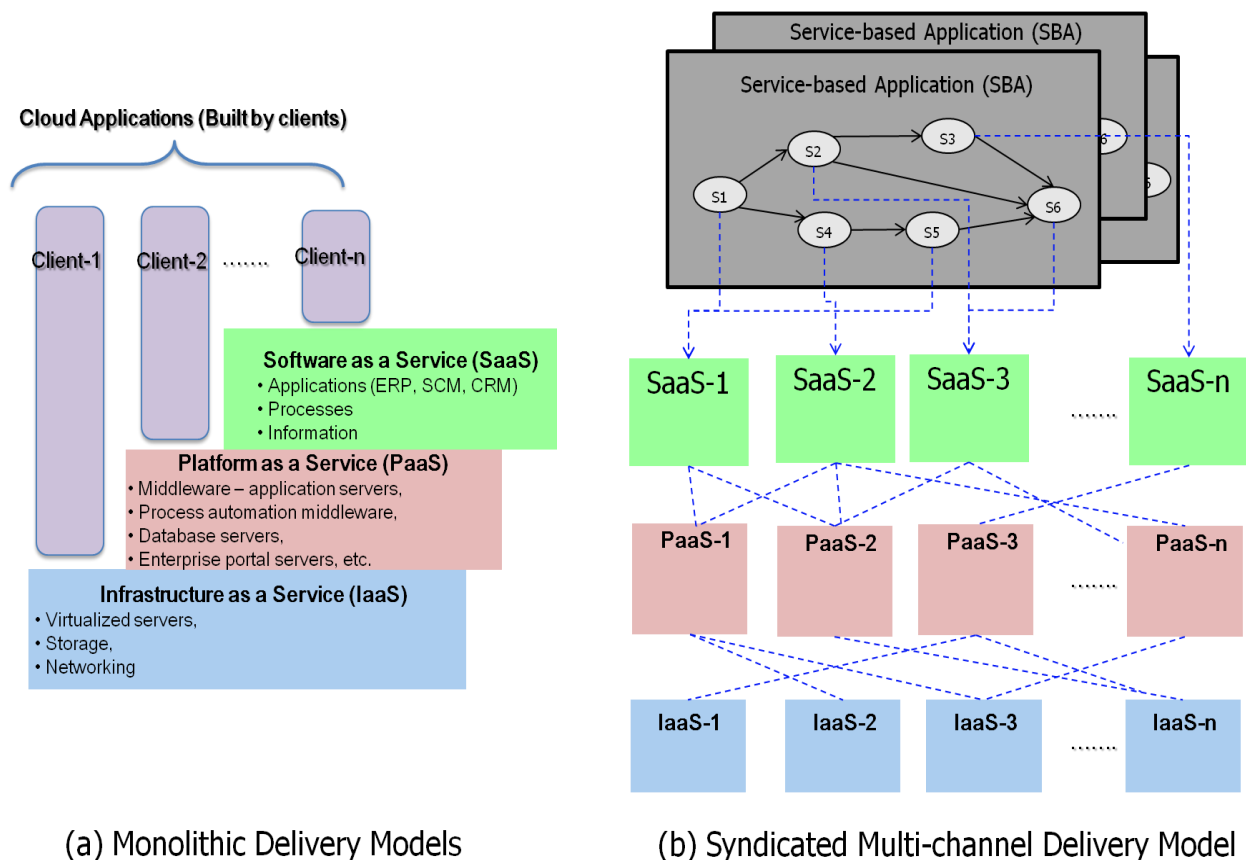 Cloud Applications (Built by clients)
Client-1
Client-2
.......
Client-n
Software as a Service (SaaS)
• Applications (ERP, SCM, CRM)
• Processes
• Information
Platform as a Service (PaaS)
• Middleware – application servers,
• Process automation middleware,
• Database servers,
• Enterprise portal servers, etc.
Infrastructure as a Service (IaaS)
• Virtualized servers,
• Storage,
• Networking
(a) Monolithic Delivery Models
Service-based Application (SBA)
Service-based Application (SBA)
S1
S2
S3
S4
S5
S6
6
5
SaaS-1
SaaS-2
SaaS-3
.......
SaaS-n
PaaS-1
PaaS-2
PaaS-3
.......
PaaS-n
IaaS-1
IaaS-2
IaaS-3
.......
IaaS-n
(b) Syndicated Multi-channel Delivery Model